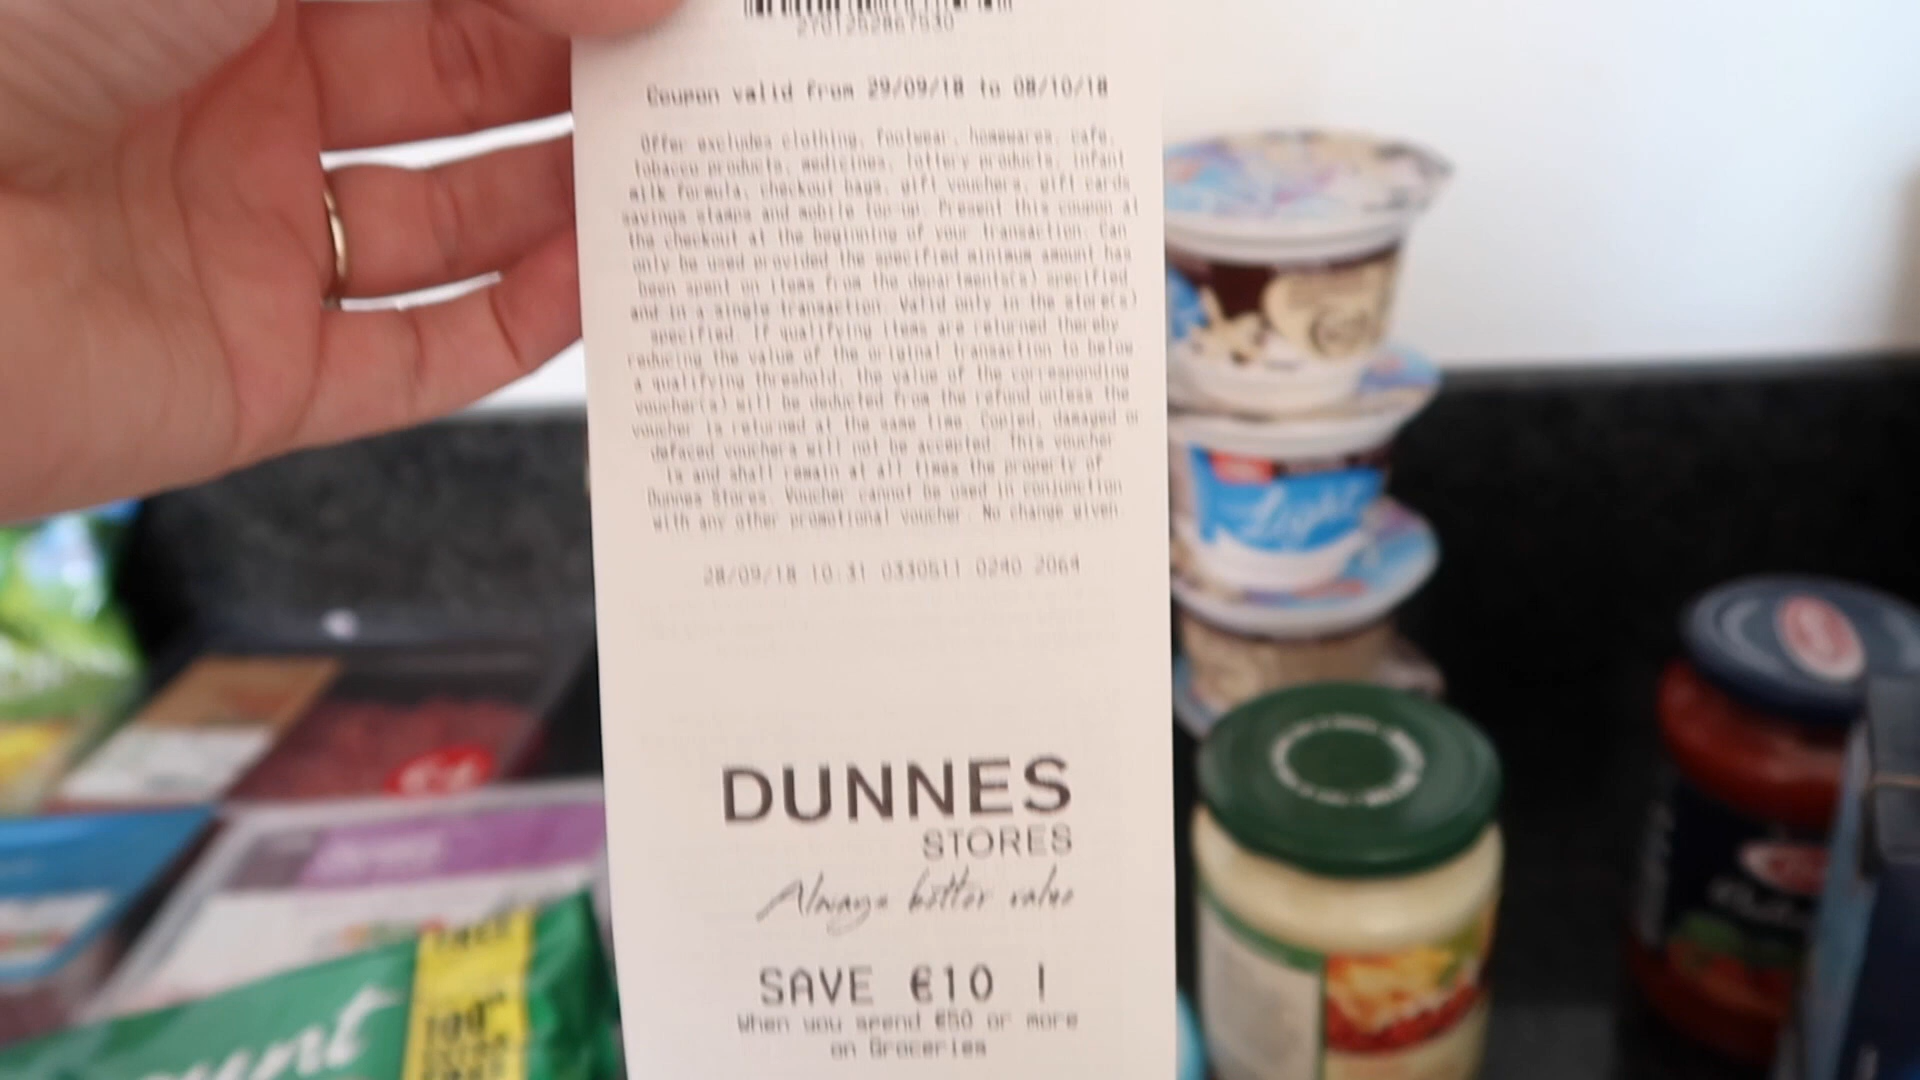 2701252867530
Coupon valid from 29/09/18 to 08/10/18
Offer excludes clothing, footwear, homewares, cafe,
tobacco products, medicines, lottery products, infant
milk formula, checkout bags, gift vouchers, gift cards
savings stamps and mobile top-up. Present this coupon at
the checkout at the beginning of your transaction. Can
only be used provided the specified minimum amount has
been spent on items from the departments(s) specified
and in a single transaction. Valid only in the store(s)
specified. If qualifying items are returned thereby
reducing the value of the original transaction to below
a qualifying threshold, the value of the corresponding
voucher(s) will be deducted from the refund unless the
voucher is returned at the same time. Copied, damaged or
defaced vouchers will not be accepted. This voucher
is and shall remain at all times the property of
Dunnes Stores. Voucher cannot be used in conjunction
with any other promotional voucher. No change given.
28/09/18 10:31 0330511 0240 2064
DUNNES
STORES
Always better value
SAVE €10 !
When you spend €50 or more
on Groceries
Light
FREE
100%